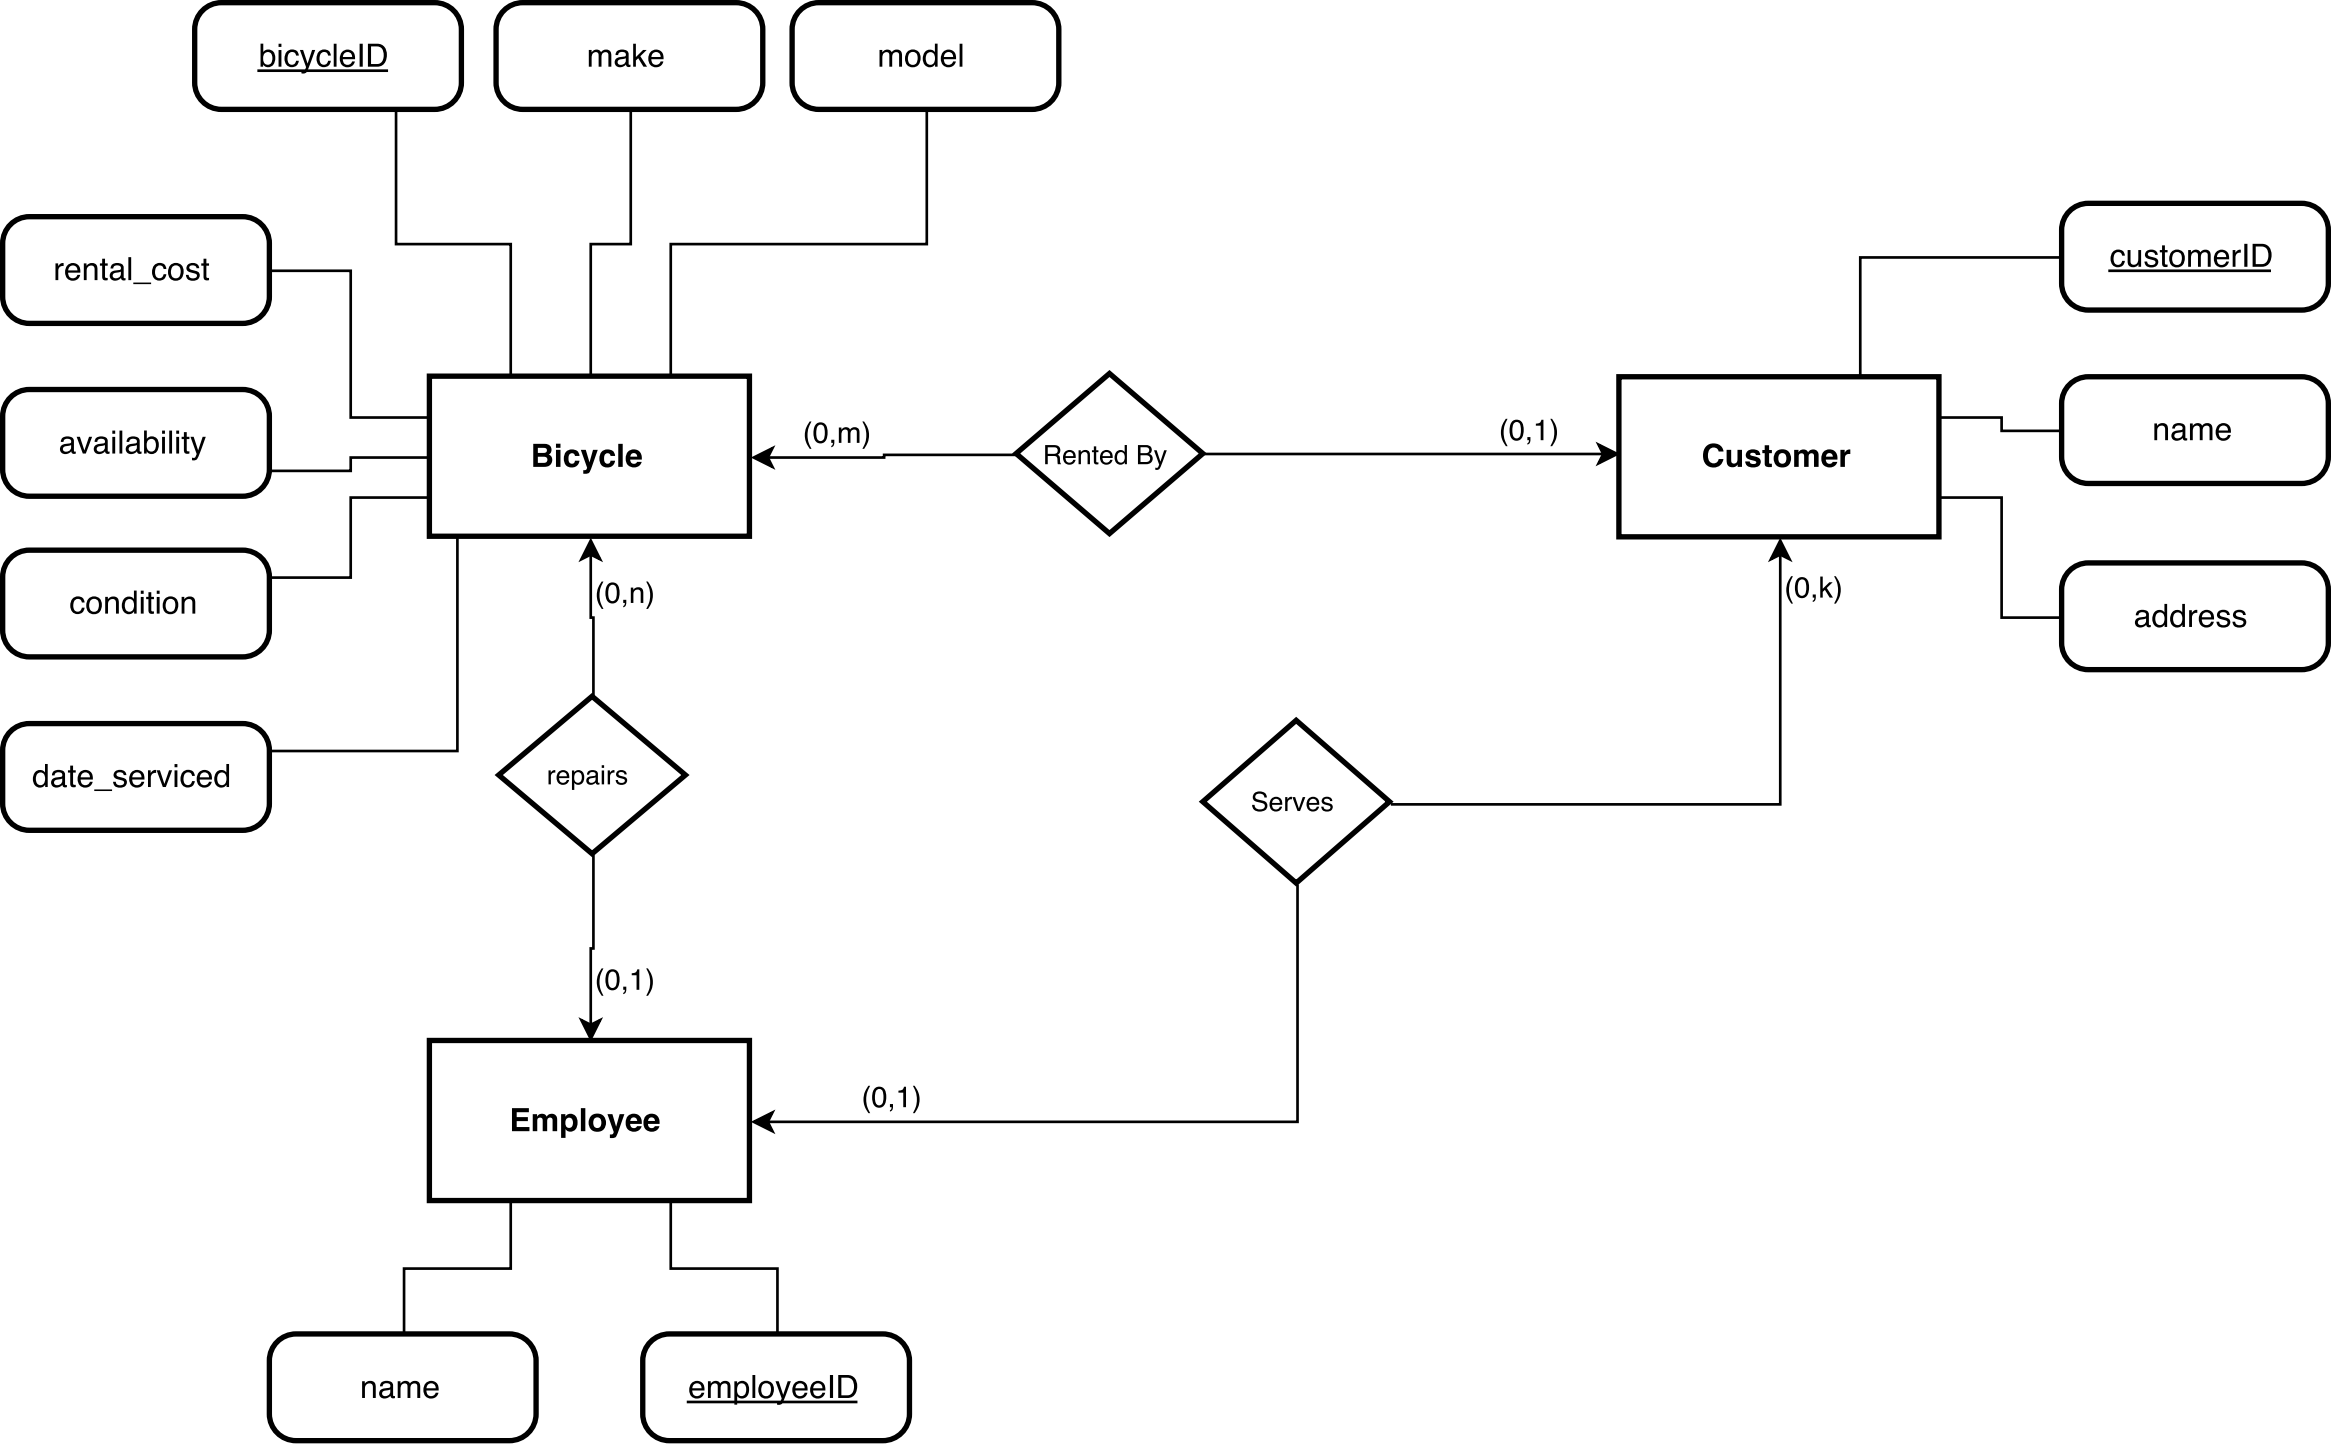 bicycleID
make
model
rental_cost
customerID
availability
Bicycle
(0,m)
Rented By
(0,1)
Customer
name
condition
(0,n)
(0,k)
address
date_serviced
repairs
Serves
(0,1)
Employee
(0,1)
name
employeeID